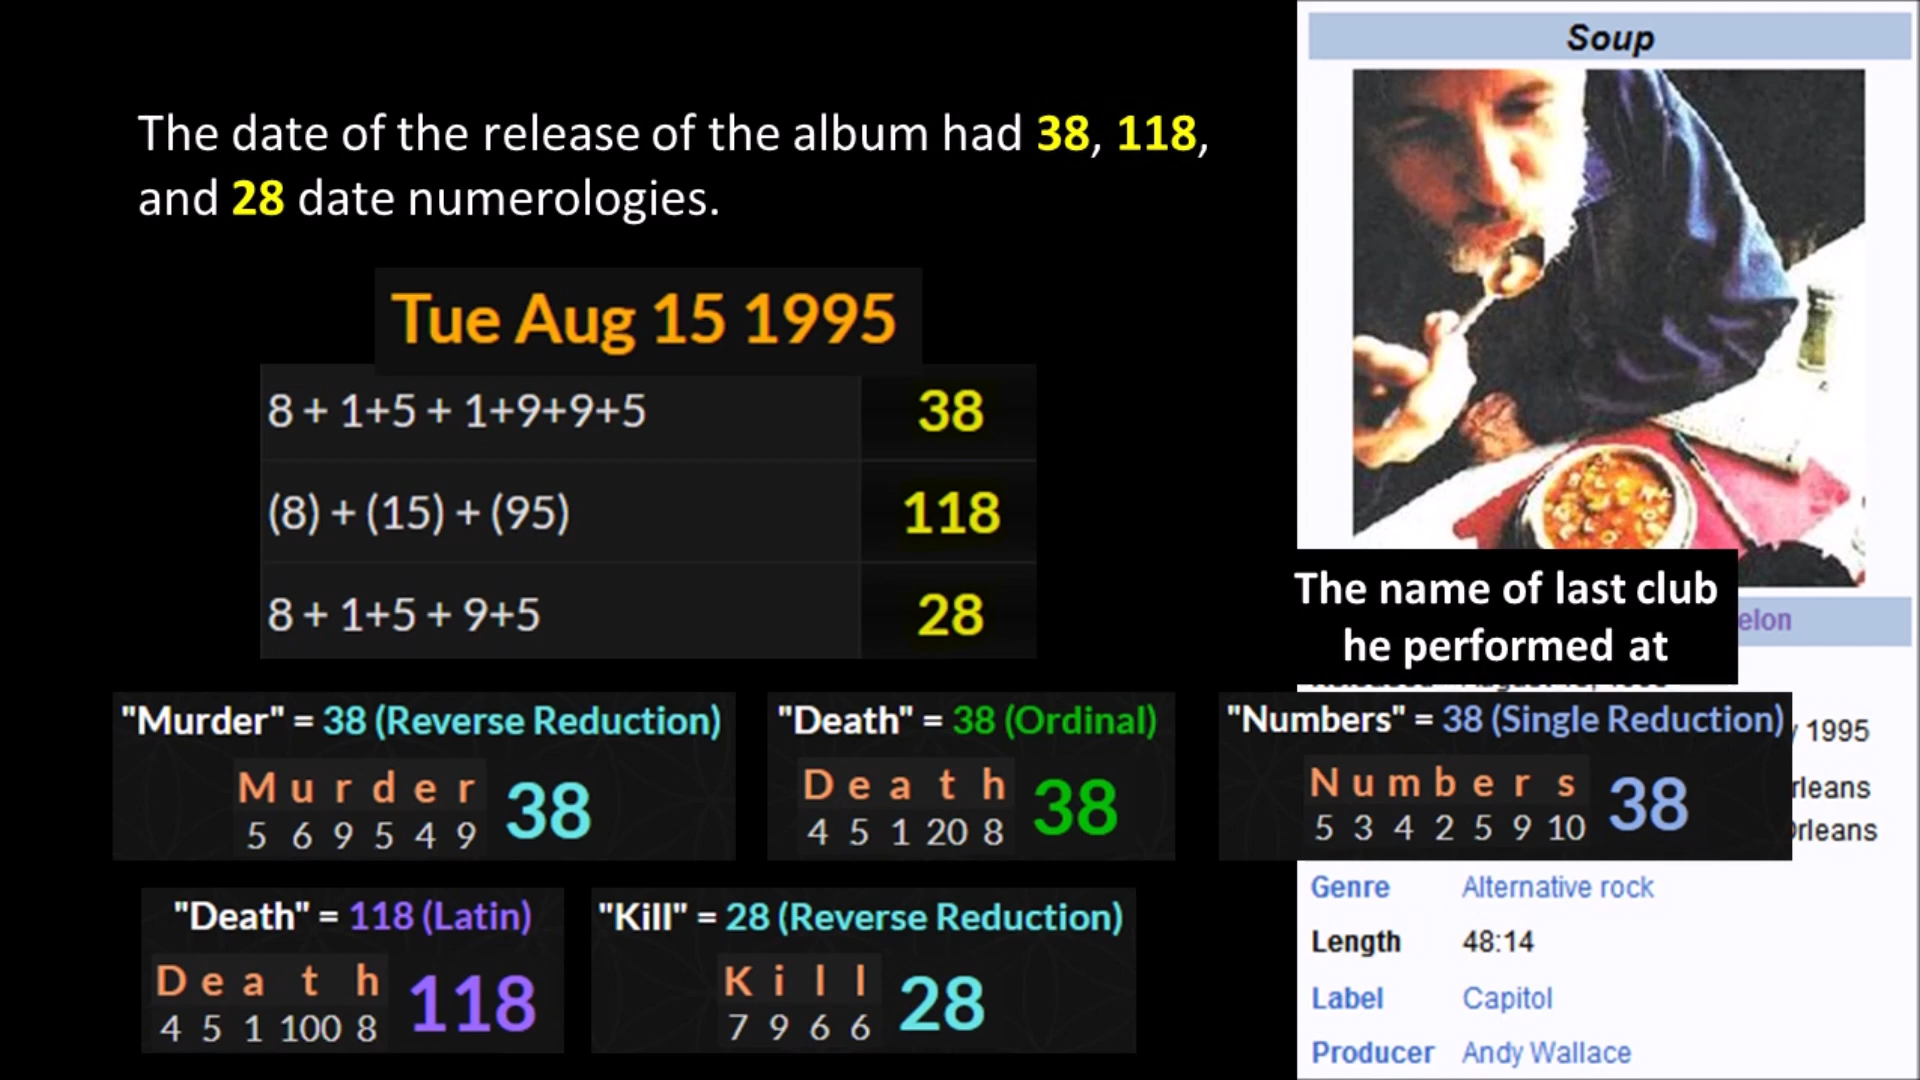 The date of the release of the album had 38, 118,
and 28 date numerologies.
Tue Aug 15 1995
8 + 1+5 + 1+9+9+5 38
(8) + (15) + (95) 118
8 + 1+5 + 9+5 28
"Murder" = 38 (Reverse Reduction)
M u r d e r 38
5 6 9 5 4 9
"Death" = 38 (Ordinal)
D e a t h 38
4 5 1 20 8
"Death" = 118 (Latin)
D e a t h 118
4 5 1 100 8
"Kill" = 28 (Reverse Reduction)
K i l l 28
7 9 6 6
Soup
The name of last club
he performed at
elon
"Numbers" = 38 (Single Reduction)
N u m b e r s 38
5 3 4 2 5 9 10
1995
rleans
Orleans
Genre Alternative rock
Length 48:14
Label Capitol
Producer Andy Wallace